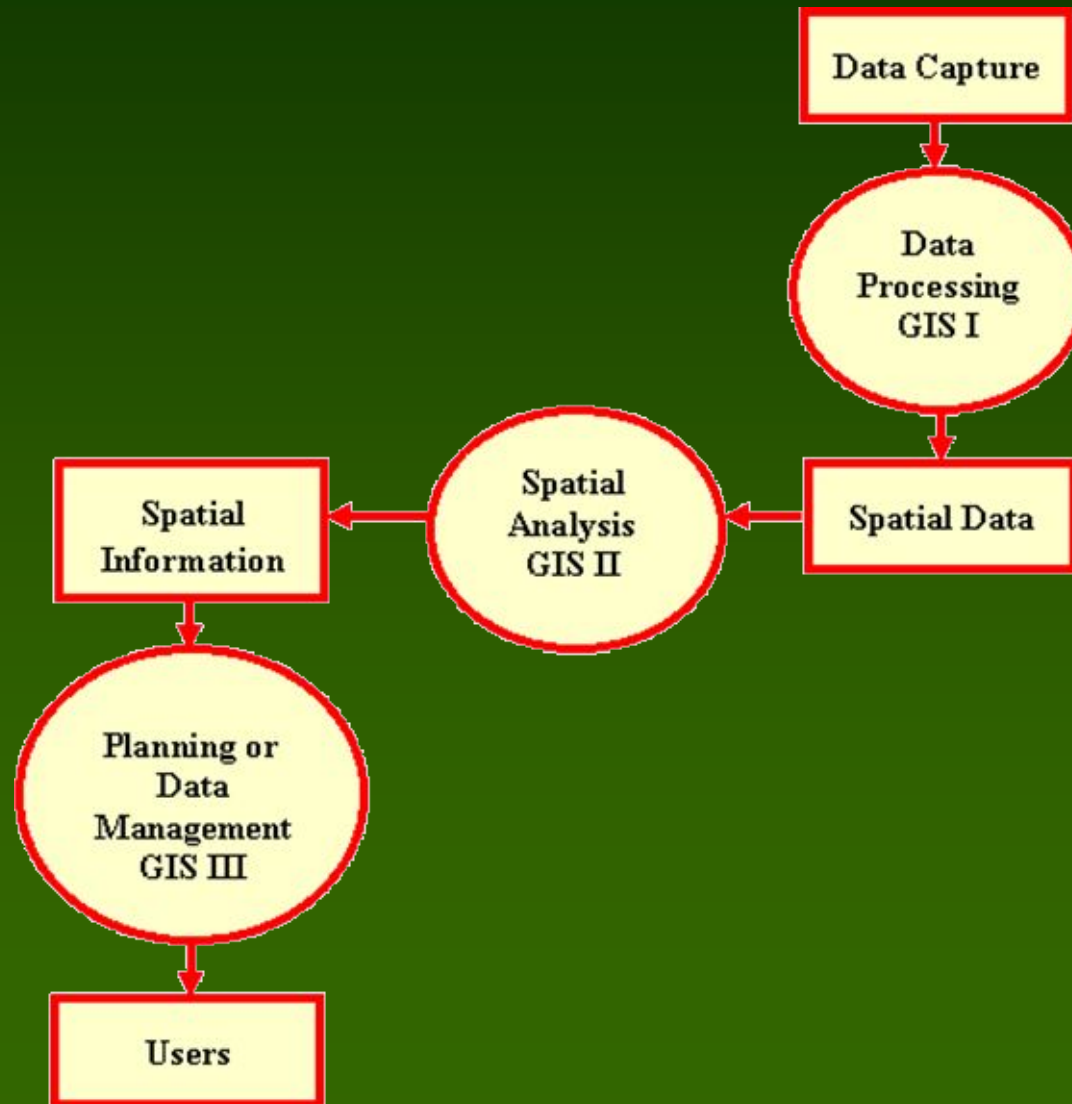 Data Capture
Data
Processing
GIS I
Spatial Data
Spatial
Analysis
GIS II
Spatial
Information
Planning or
Data
Management
GIS III
Users